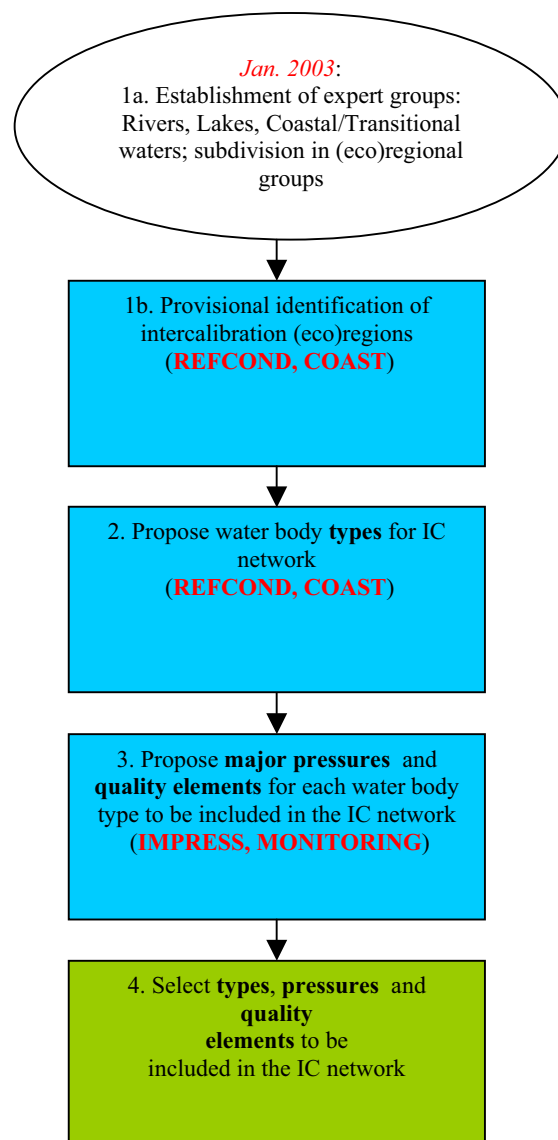 Jan. 2003:
1a. Establishment of expert groups:
Rivers, Lakes, Coastal/Transitional
waters; subdivision in (eco)regional
groups
1b. Provisional identification of
intercalibration (eco)regions
(REFCOND, COAST)
2. Propose water body types for IC
network
(REFCOND, COAST)
3. Propose major pressures and
quality elements for each water body
type to be included in the IC network
(IMPRESS, MONITORING)
4. Select types, pressures and
quality
elements to be
included in the IC network